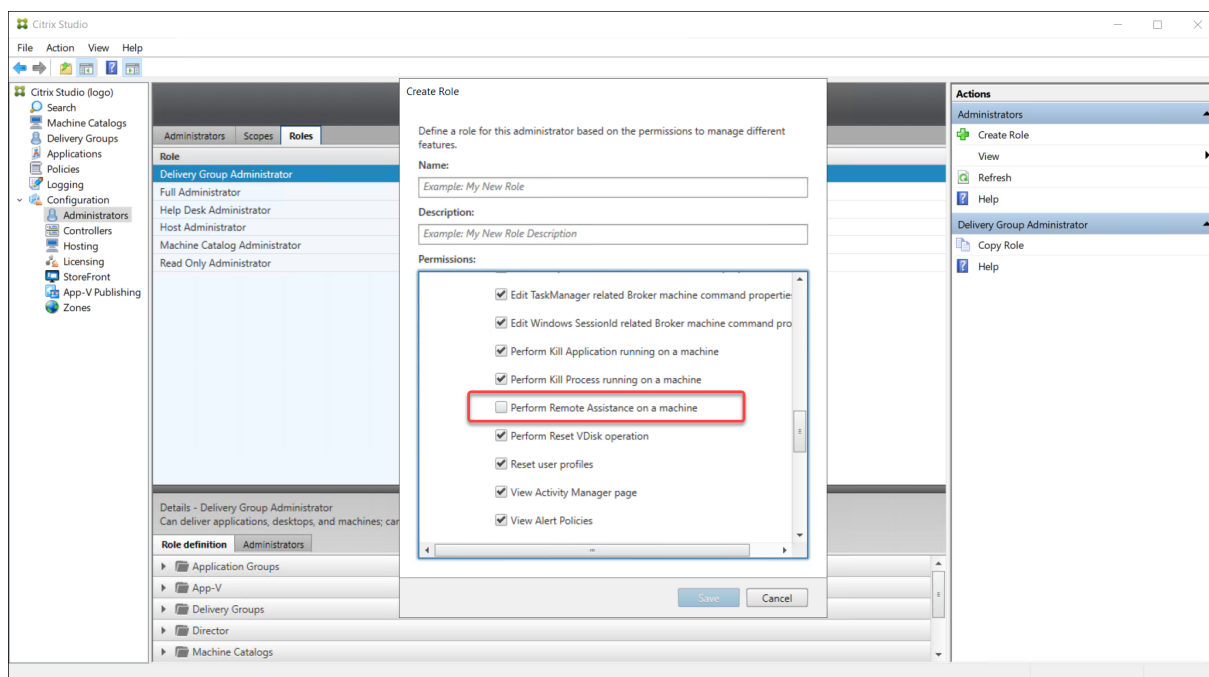 Citrix Studio
File Action View Help
Citrix Studio (logo)
Search
Machine Catalogs
Delivery Groups
Applications
Policies
Logging
Configuration
Administrators
Controllers
Hosting
Licensing
StoreFront
App-V Publishing
Zones
Administrators Scopes Roles
Role
Delivery Group Administrator
Full Administrator
Help Desk Administrator
Host Administrator
Machine Catalog Administrator
Read Only Administrator
Details - Delivery Group Administrator
Can deliver applications, desktops, and machines; car
Role definition Administrators
Application Groups
App-V
Delivery Groups
Director
Machine Catalogs
Create Role
Define a role for this administrator based on the permissions to manage different
features.
Name:
Example: My New Role
Description:
Example: My New Role Description
Permissions:
Edit TaskManager related Broker machine command propertie
Edit Windows SessionId related Broker machine command pro
Perform Kill Application running on a machine
Perform Kill Process running on a machine
Perform Remote Assistance on a machine
Perform Reset VDisk operation
Reset user profiles
View Activity Manager page
View Alert Policies
Save Cancel
Actions
Administrators
Create Role
View
Refresh
Help
Delivery Group Administrator
Copy Role
Help